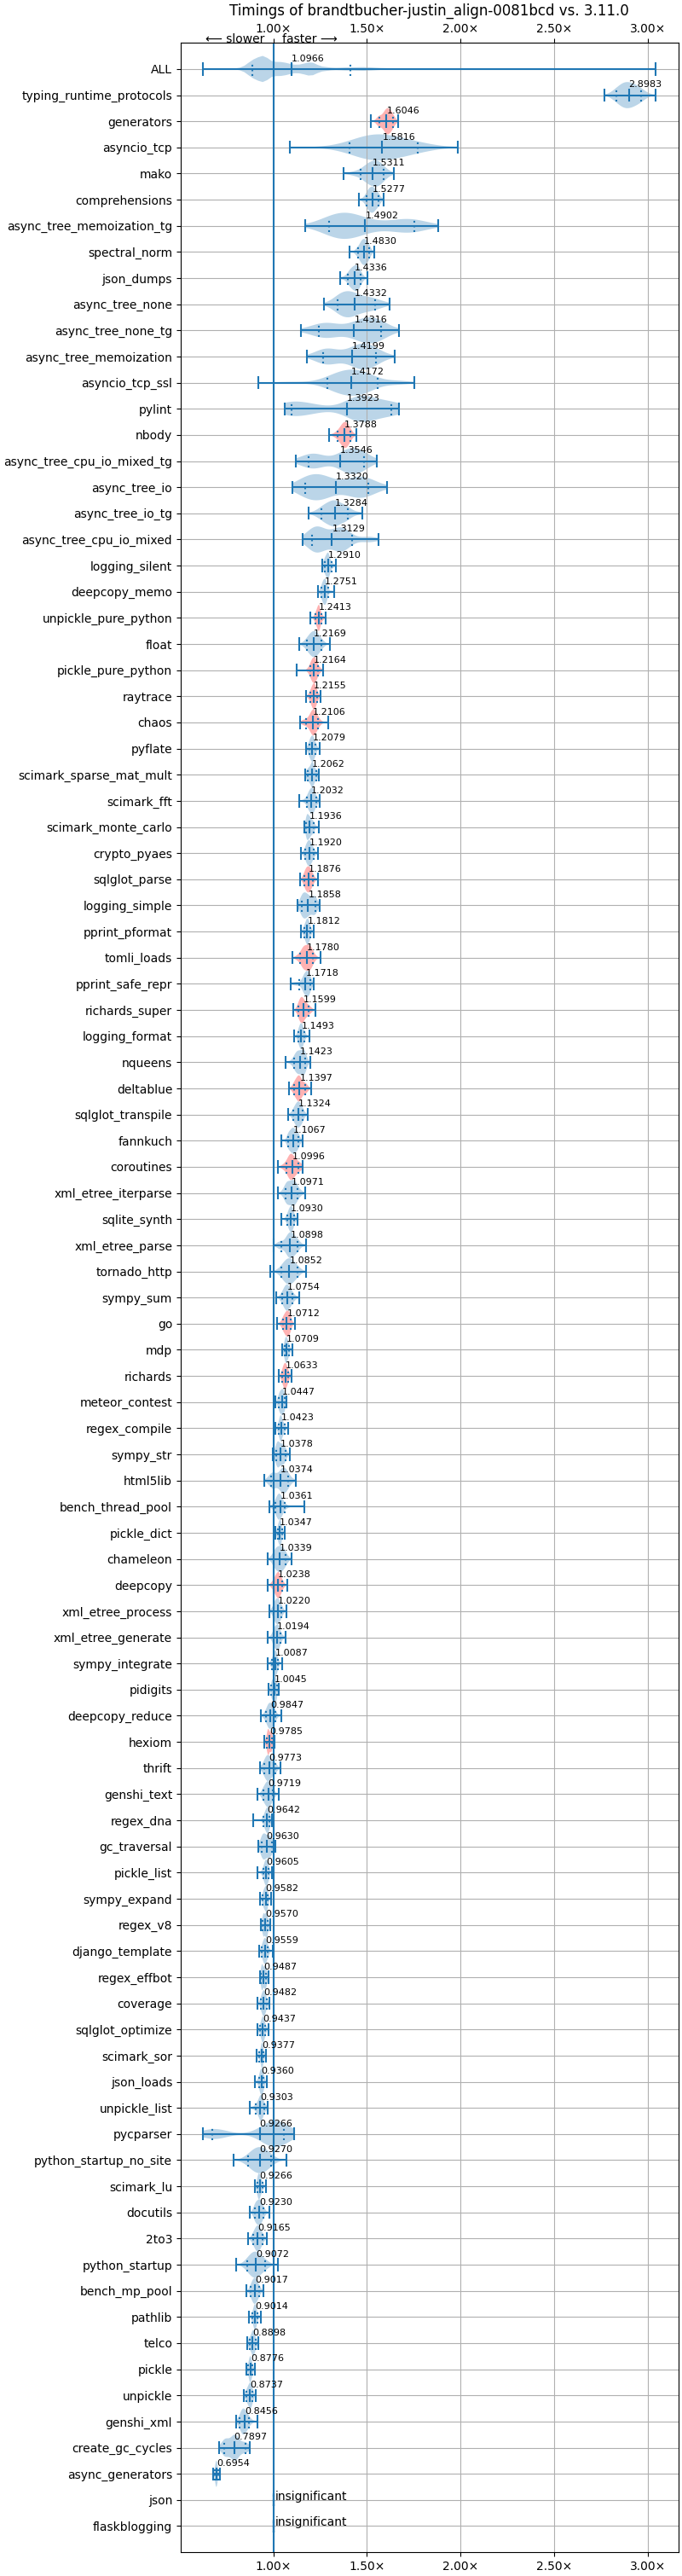 Timings of brandtbucher-justin_align-0081bcd vs. 3.11.0
1.00× 1.50× 2.00× 2.50× 3.00×
⟵ slower faster ⟶
ALL 1.0966
typing_runtime_protocols 2.8983
generators 1.6046
asyncio_tcp 1.5816
mako 1.5311
comprehensions 1.5277
async_tree_memoization_tg 1.4902
spectral_norm 1.4830
json_dumps 1.4336
async_tree_none 1.4332
async_tree_none_tg 1.4316
async_tree_memoization 1.4199
asyncio_tcp_ssl 1.4172
pylint 1.3923
nbody 1.3788
async_tree_cpu_io_mixed_tg 1.3546
async_tree_io 1.3320
async_tree_io_tg 1.3284
async_tree_cpu_io_mixed 1.3129
logging_silent 1.2910
deepcopy_memo 1.2751
unpickle_pure_python 1.2413
float 1.2169
pickle_pure_python 1.2164
raytrace 1.2155
chaos 1.2106
pyflate 1.2079
scimark_sparse_mat_mult 1.2062
scimark_fft 1.2032
scimark_monte_carlo 1.1936
crypto_pyaes 1.1920
sqlglot_parse 1.1876
logging_simple 1.1858
pprint_pformat 1.1812
tomli_loads 1.1780
pprint_safe_repr 1.1718
richards_super 1.1599
logging_format 1.1493
nqueens 1.1423
deltablue 1.1397
sqlglot_transpile 1.1324
fannkuch 1.1067
coroutines 1.0996
xml_etree_iterparse 1.0971
sqlite_synth 1.0930
xml_etree_parse 1.0898
tornado_http 1.0852
sympy_sum 1.0754
go 1.0712
mdp 1.0709
richards 1.0633
meteor_contest 1.0447
regex_compile 1.0423
sympy_str 1.0378
html5lib 1.0374
bench_thread_pool 1.0361
pickle_dict 1.0347
chameleon 1.0339
deepcopy 1.0238
xml_etree_process 1.0220
xml_etree_generate 1.0194
sympy_integrate 1.0087
pidigits 1.0045
deepcopy_reduce 0.9847
hexiom 0.9785
thrift 0.9773
genshi_text 0.9719
regex_dna 0.9642
gc_traversal 0.9630
pickle_list 0.9605
sympy_expand 0.9582
regex_v8 0.9570
django_template 0.9559
regex_effbot 0.9487
coverage 0.9482
sqlglot_optimize 0.9437
scimark_sor 0.9377
json_loads 0.9360
unpickle_list 0.9303
pycparser 0.9266
python_startup_no_site 0.9270
scimark_lu 0.9266
docutils 0.9230
2to3 0.9165
python_startup 0.9072
bench_mp_pool 0.9017
pathlib 0.9014
telco 0.8898
pickle 0.8776
unpickle 0.8737
genshi_xml 0.8456
create_gc_cycles 0.7897
async_generators 0.6954
json insignificant
flaskblogging insignificant
1.00× 1.50× 2.00× 2.50× 3.00×